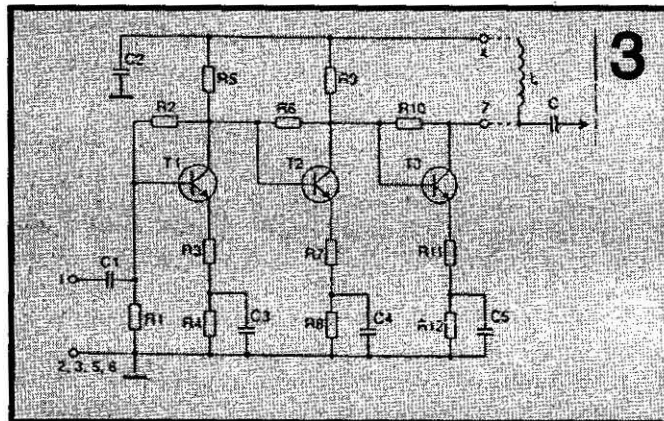 3
C2
R5
R9
4
L
R2
R6
R10
7
C
T1
T2
T3
C1
1
R3
R7
R11
R1
R4
C3
R8
C4
R12
C5
2, 3, 5, 6